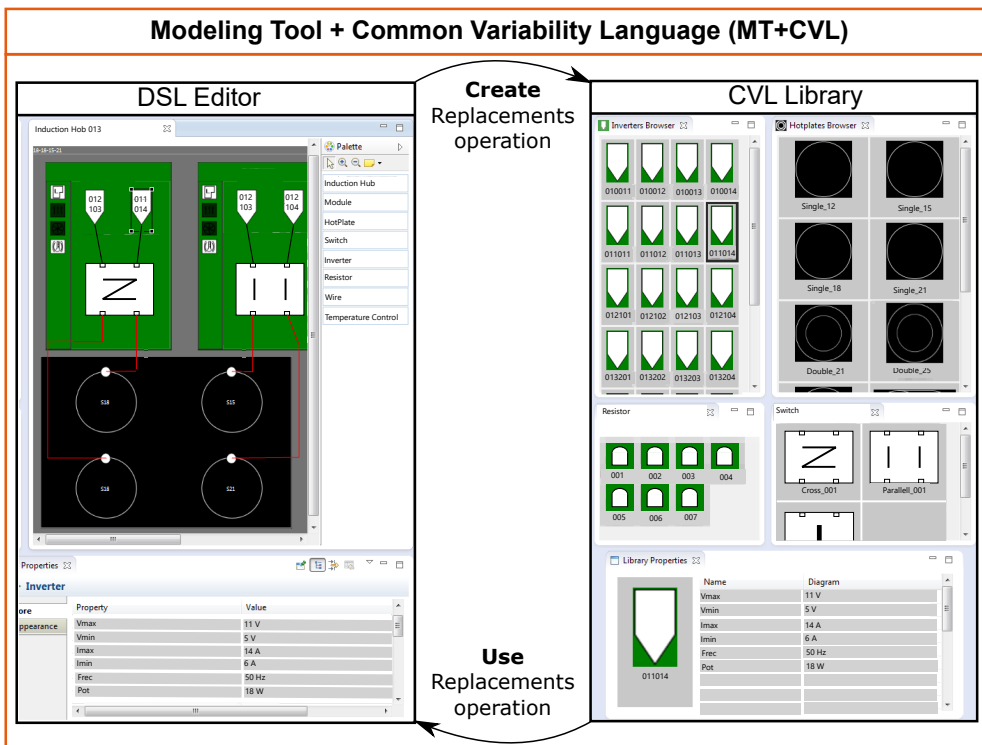 Modeling Tool + Common Variability Language (MT+CVL)
DSL Editor
Create
Replacements
operation
CVL Library
Induction Hob 013
18-18-15-21
Palette
Induction Hub
Module
HotPlate
Switch
Inverter
Resistor
Wire
Temperature Control
012
103
011
014
012
103
012
104
S18
S15
S18
S21
Properties
Inverter
ore
ppearance
Property Value
Vmax 11 V
Vmin 5 V
Imax 14 A
Imin 6 A
Frec 50 Hz
Pot 18 W
Use
Replacements
operation
Inverters Browser
010011 010012 010013 010014
011011 011012 011013 011014
012101 012102 012103 012104
013201 013202 013203 013204
Hotplates Browser
Single_12 Single_15
Single_18 Single_21
Double_21 Double_25
Resistor
001 002 003 004
005 006 007
Switch
Cross_001 Parallell_001
Library Properties
Name Diagram
Vmax 11 V
Vmin 5 V
Imax 14 A
Imin 6 A
Frec 50 Hz
Pot 18 W
011014